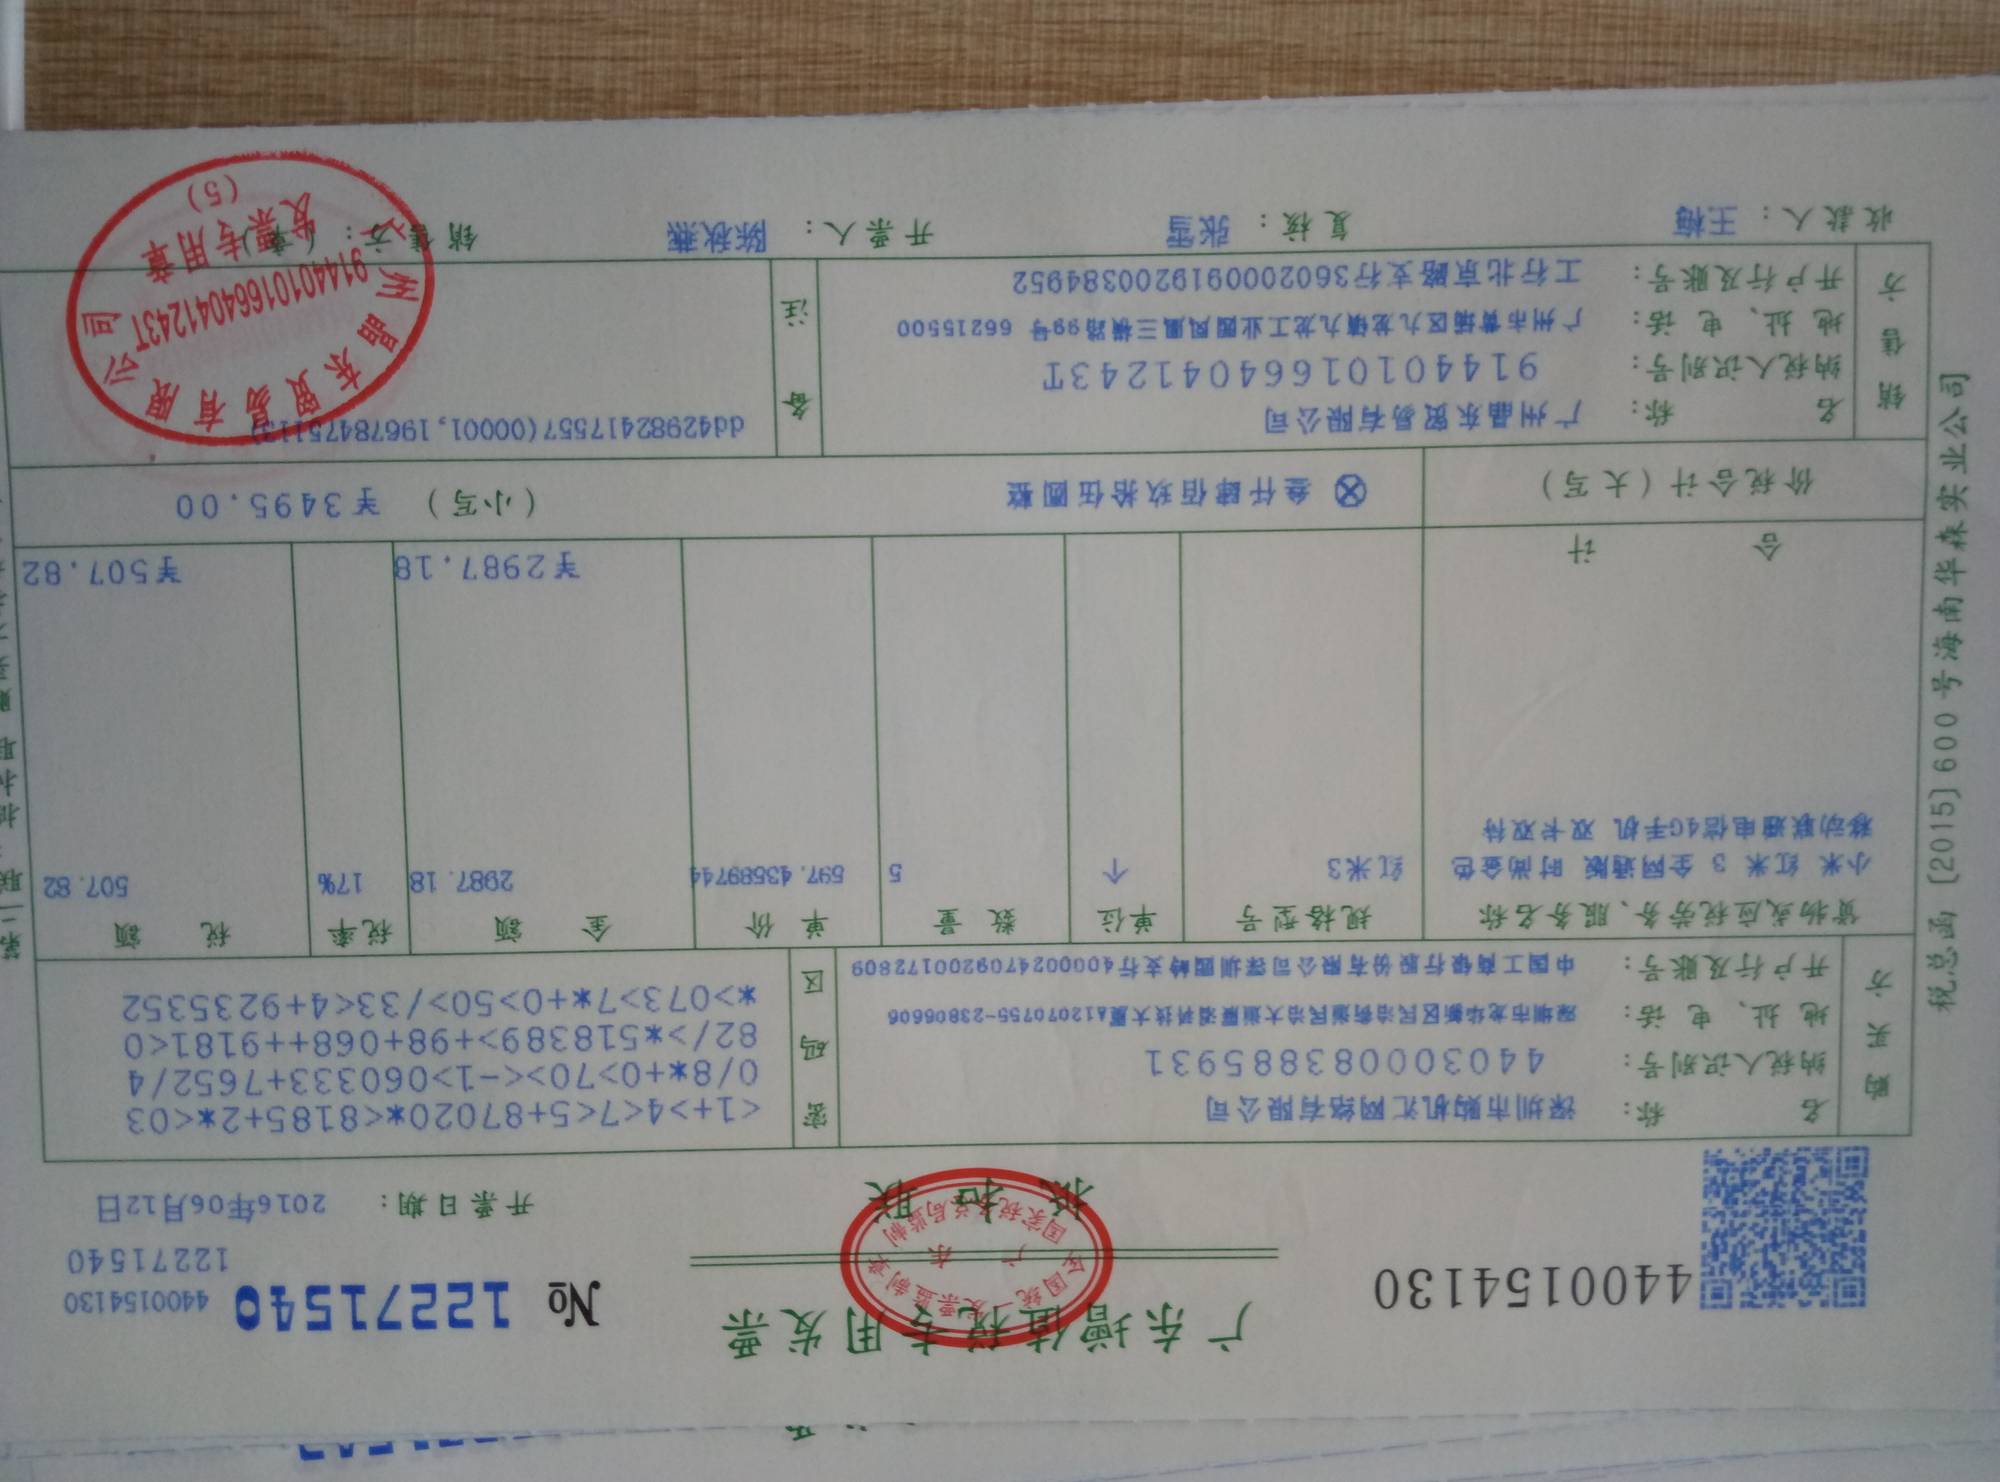 4400154130
广东增值税专用发票
№ 12271540
4400154130
12271540
抵扣联
全国统一发票监制章
广东
国家税务总局监制
开票日期： 2016年06月12日
购买方
名 称： 深圳市购机汇网络有限公司
纳税人识别号： 440300083885931
地 址、电 话： 深圳市龙华新区民治街道民治大道展滔科技大厦A12070755-23806606
开户行及账号： 中国工商银行股份有限公司深圳园岭支行4000024709200172809
密码区
<1+>4<7<5+87020*<8185+2*<03
0/8*+0>70><-1>060333+7652/4
82/>*518389>+98+068++9181<0
*>073>7*+0>50>/33<4+9235352
货物或应税劳务、服务名称 规格型号 单位 数量 单价 金额 税率 税额
小米 红米 3 全网通版 时尚金色 红米3 个 5 597.43589744 2987.18 17% 507.82
移动联通电信4G手机 双卡双待
合计 ￥2987.18 ￥507.82
价税合计（大写） ⊗ 叁仟肆佰玖拾伍圆整 （小写） ￥3495.00
销售方
名 称： 广州晶东贸易有限公司
纳税人识别号： 91440101664041243T
地 址、电 话： 广州市黄埔区九龙镇九龙工业园凤凰三横路99号 66215500
开户行及账号： 工行北京路支行3602000919200384952
备注
dd42982417557(00001,19678475113)
收款人： 王梅 复核： 张雪 开票人： 陈秋燕 销售方：（章）
广州晶东贸易有限公司
91440101664041243T
发票专用章
(5)
税总函〔2015〕600号海南华森实业公司